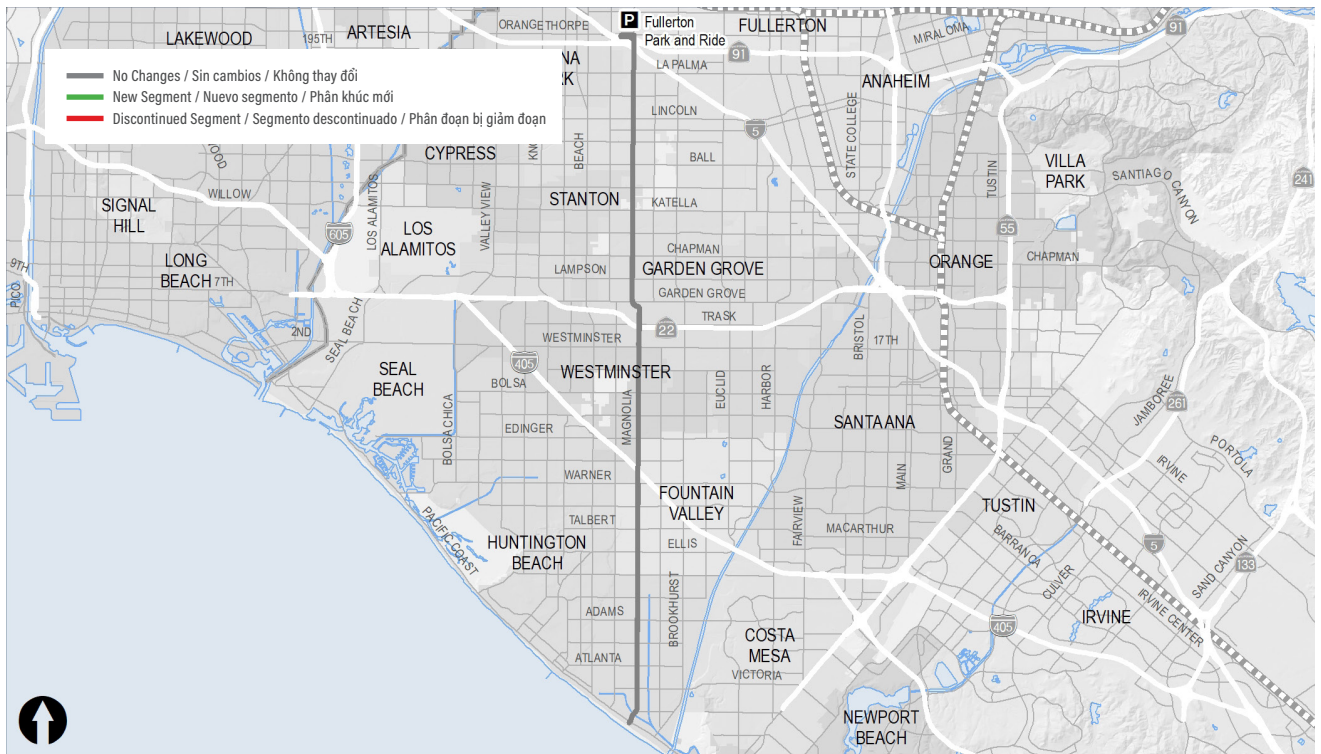 ORANGETHORPE
P Fullerton
Park and Ride
FULLERTON
MIRALOMA
91
LAKEWOOD
195TH
ARTESIA
91
LA PALMA
ANAHEIM
No Changes / Sin cambios / Không thay đổi
New Segment / Nuevo segmento / Phân khúc mới
Discontinued Segment / Segmento descontinuado / Phân đoạn bị giảm đoạn
LINCOLN
5
STATE COLLEGE
CYPRESS
BEACH
BALL
VILLA
PARK
TUSTIN
SANTIAGO CANYON
241
WILLOW
SIGNAL
HILL
LOS ALAMITOS
VALLEY VIEW
STANTON
KATELLA
605
LOS
ALAMITOS
55
CHAPMAN
ORANGE
CHAPMAN
LONG
BEACH
7TH
9TH
PICO
LAMPSON
GARDEN GROVE
GARDEN GROVE
TRASK
22
2ND
SEAL BEACH
WESTMINSTER
BRISTOL
17TH
405
SEAL
BEACH
BOLSA
WESTMINSTER
MAGNOLIA
EUCLID
HARBOR
JAMBOREE
261
BOLSA CHICA
EDINGER
SANTA ANA
GRAND
MAIN
PORTOLA
IRVINE
WARNER
FOUNTAIN
VALLEY
TUSTIN
PACIFIC COAST
TALBERT
FAIRVIEW
MACARTHUR
BARRANCA
HUNTINGTON
BEACH
ELLIS
5
SAND CANYON
133
CULVER
ADAMS
BROOKHURST
IRVINE
IRVINE CENTER
405
COSTA
MESA
ATLANTA
VICTORIA
NEWPORT
BEACH